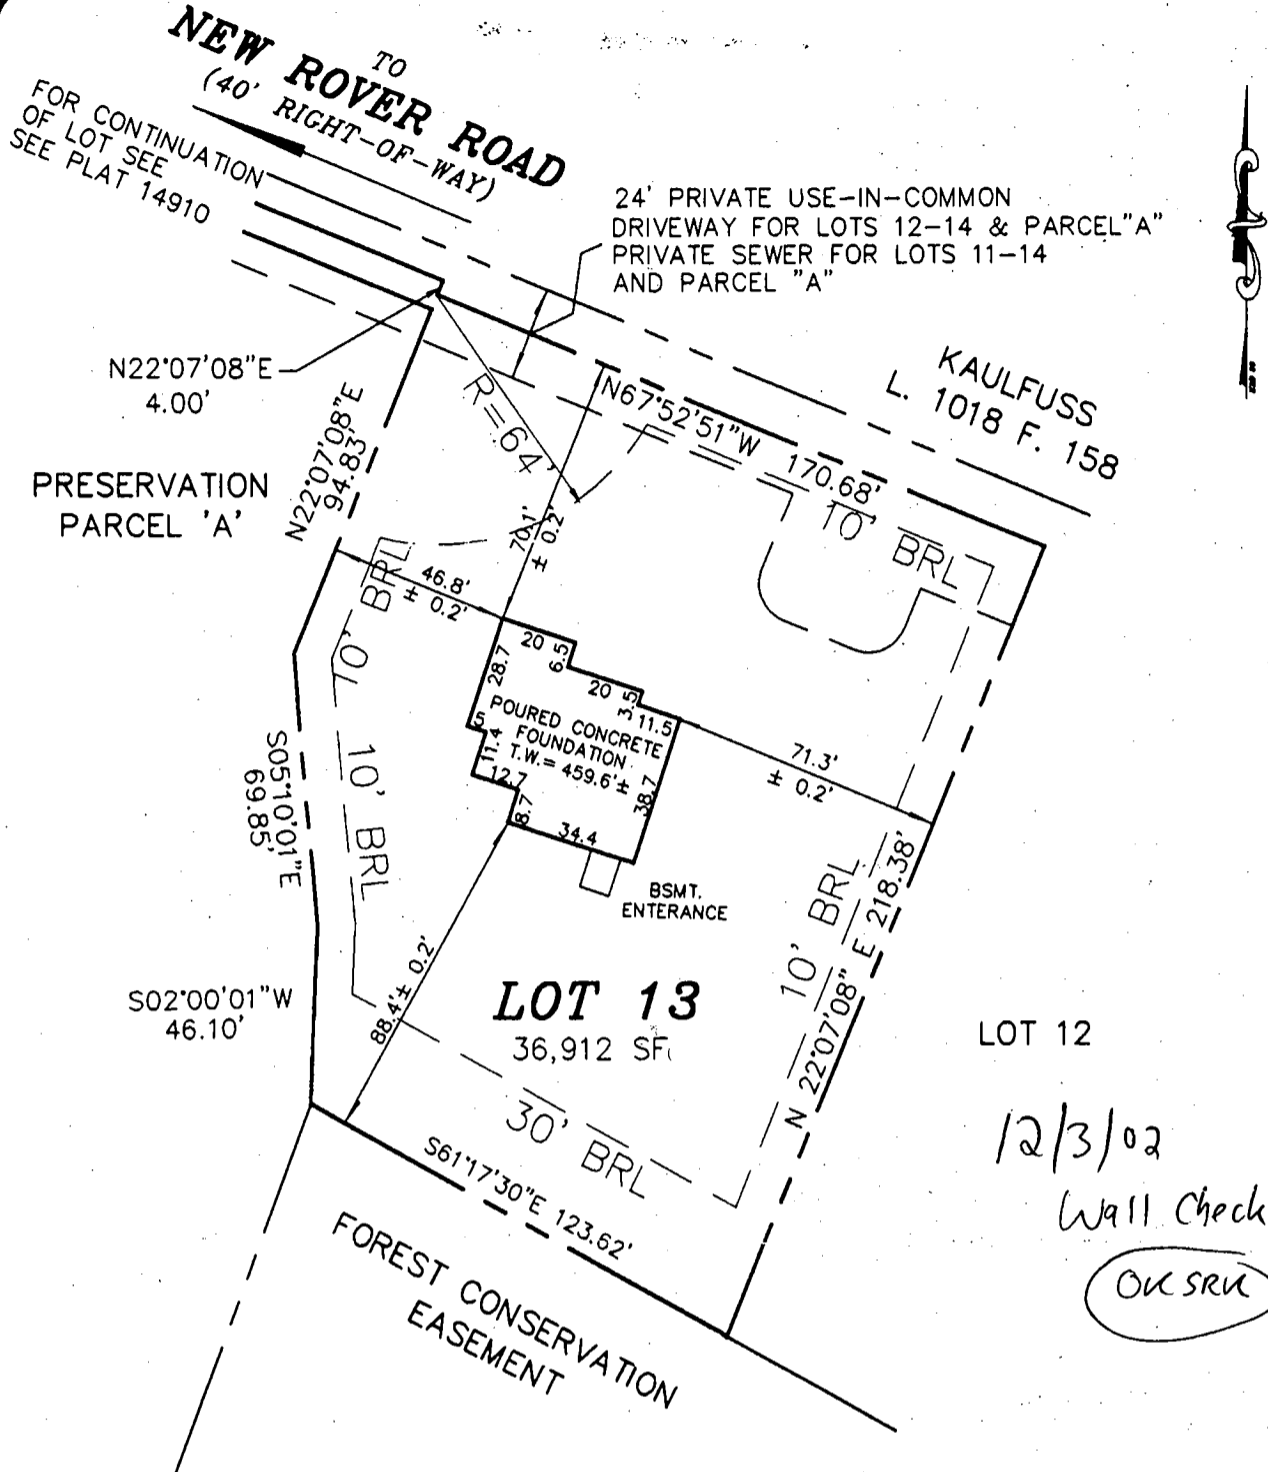 TO
NEW ROVER ROAD
(40' RIGHT-OF-WAY)
FOR CONTINUATION
OF LOT SEE
SEE PLAT 14910
24' PRIVATE USE-IN-COMMON
DRIVEWAY FOR LOTS 12-14 & PARCEL"A"
PRIVATE SEWER FOR LOTS 11-14
AND PARCEL "A"
KAULFUSS
L. 1018 F. 158
N22°07'08"E
4.00'
N22°07'08"E
94.83'
R=64'
N67°52'51"W 170.68'
10' BRL
PRESERVATION
PARCEL 'A'
70.1'
± 0.2'
46.8'
± 0.2'
10' BRL
20
6.5
28.7
20
3.5
11.5
5
POURED CONCRETE
FOUNDATION
T.W.= 459.6'±
11.4
12.7
38.7
8.7
34.4
71.3'
± 0.2'
S05°10'01"E
69.85'
10' BRL
BSMT.
ENTERANCE
10' BRL
N 22°07'08" E 218.38'
88.4'± 0.2'
S02°00'01"W
46.10'
LOT 13
36,912 SF
LOT 12
30' BRL
S61°17'30"E 123.62'
FOREST CONSERVATION
EASEMENT
12/3/02
Wall Check
OK SRK